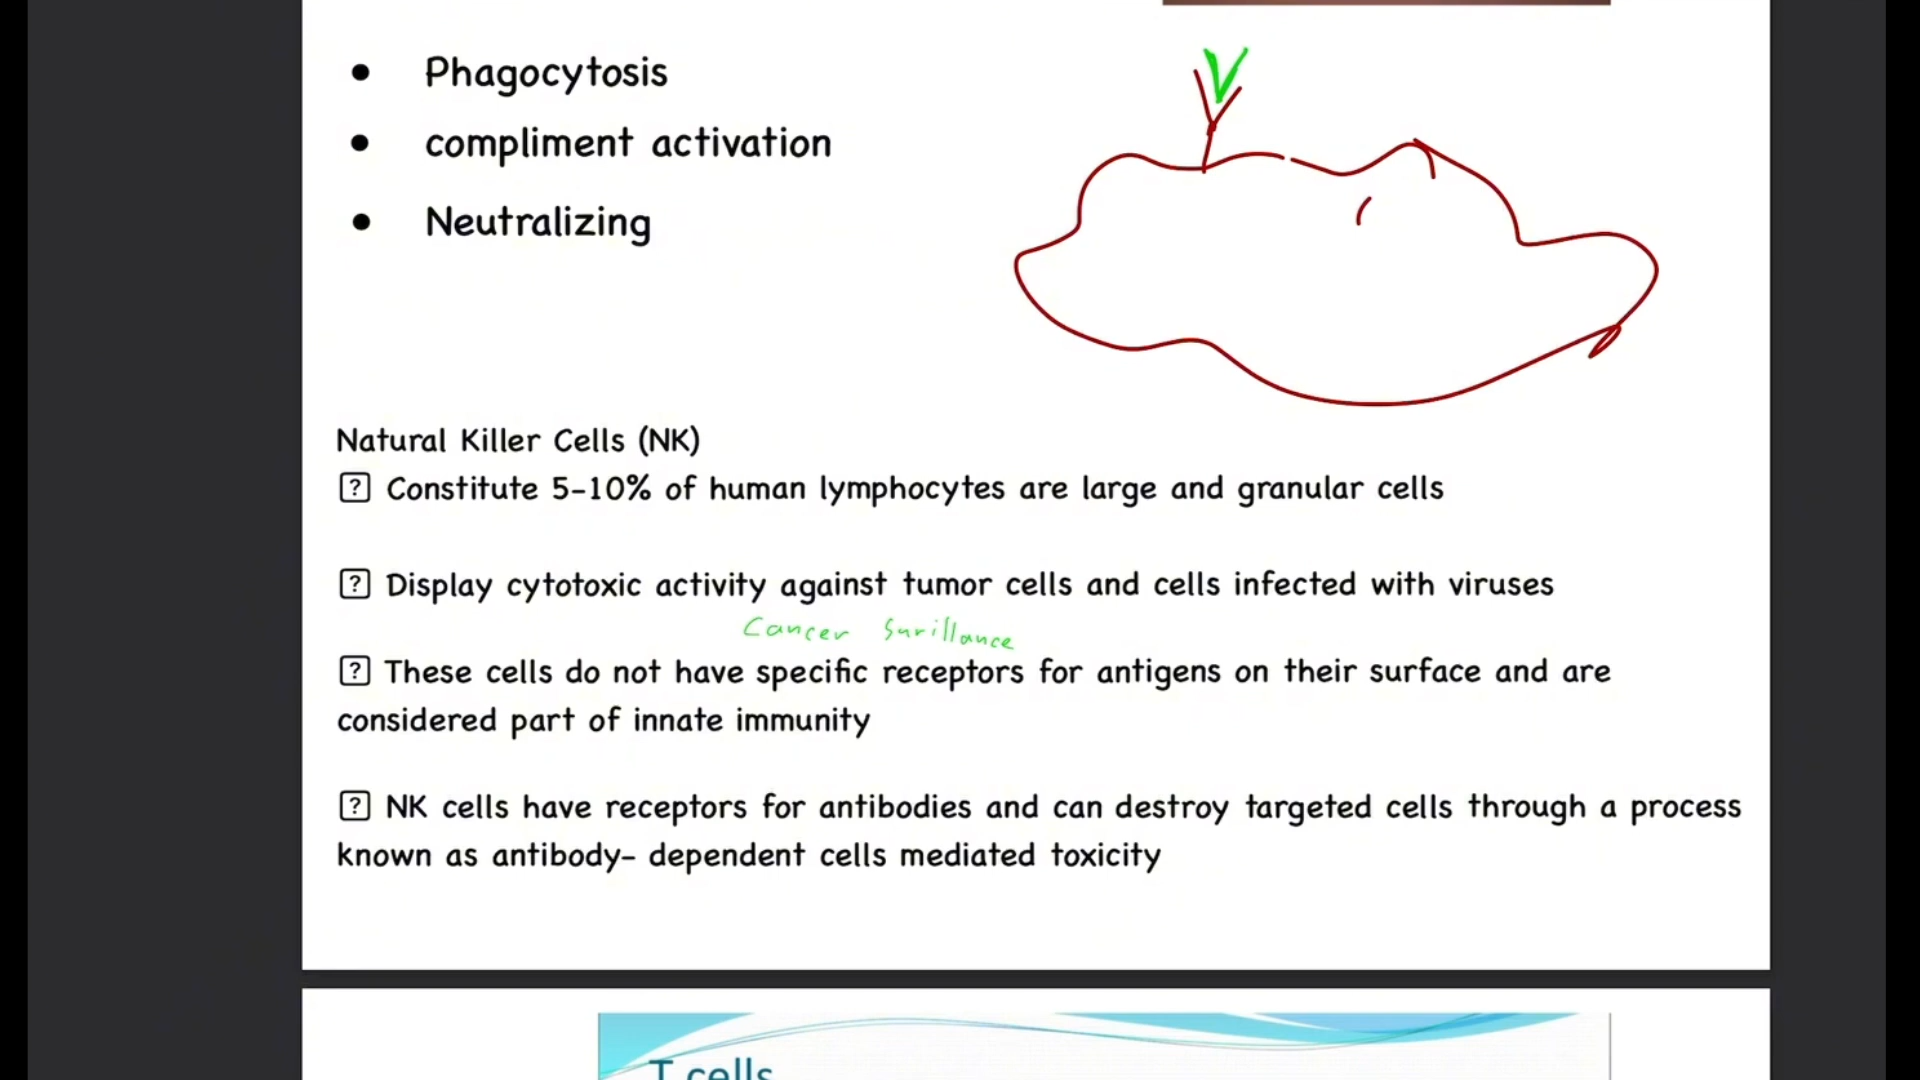 ● Phagocytosis
● compliment activation
● Neutralizing
Natural Killer Cells (NK)
? Constitute 5-10% of human lymphocytes are large and granular cells
? Display cytotoxic activity against tumor cells and cells infected with viruses
Cancer Surillance
? These cells do not have specific receptors for antigens on their surface and are
considered part of innate immunity
? NK cells have receptors for antibodies and can destroy targeted cells through a process
known as antibody- dependent cells mediated toxicity
T cells